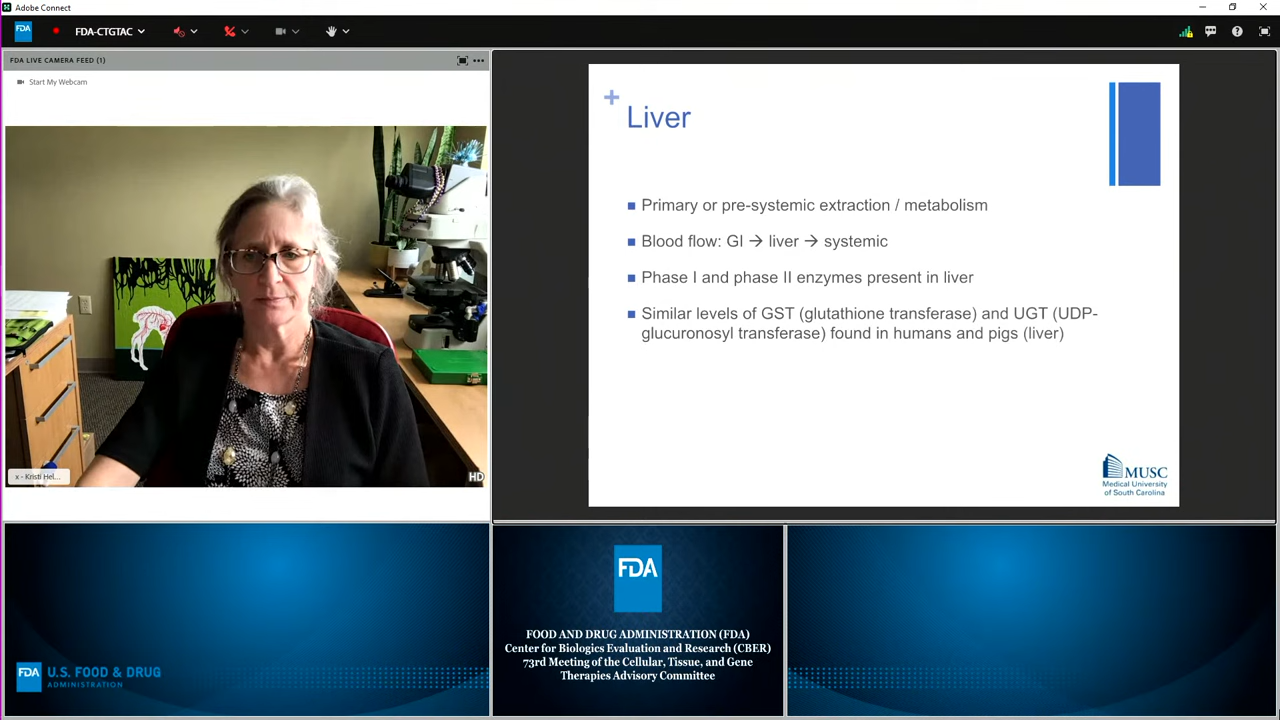 Adobe Connect
FDA
FDA-CTGTAC
FDA LIVE CAMERA FEED (1)
Start My Webcam
x - Kristi Hel...
HD
Liver
Primary or pre-systemic extraction / metabolism
Blood flow: GI → liver → systemic
Phase I and phase II enzymes present in liver
Similar levels of GST (glutathione transferase) and UGT (UDP-
glucuronosyl transferase) found in humans and pigs (liver)
MUSC
Medical University
of South Carolina
FDA
U.S. FOOD & DRUG
ADMINISTRATION
FDA
FOOD AND DRUG ADMINISTRATION (FDA)
Center for Biologics Evaluation and Research (CBER)
73rd Meeting of the Cellular, Tissue, and Gene
Therapies Advisory Committee